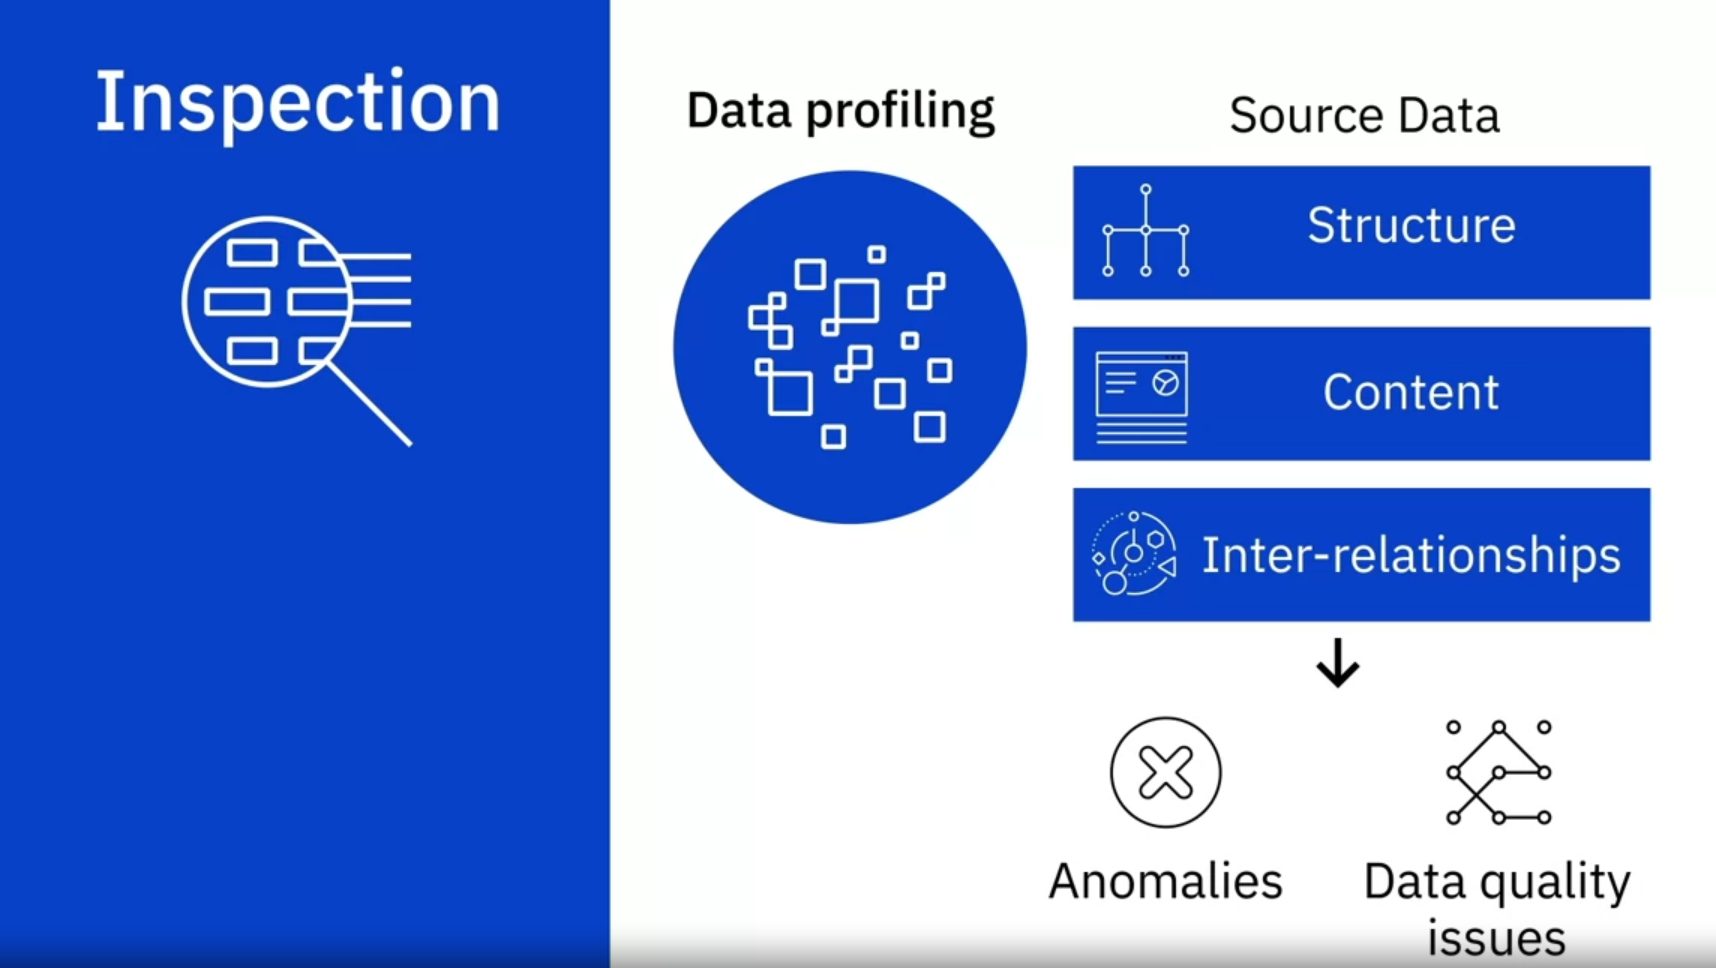 Inspection
Data profiling
Source Data
Structure
Content
Inter-relationships
Anomalies
Data quality
issues